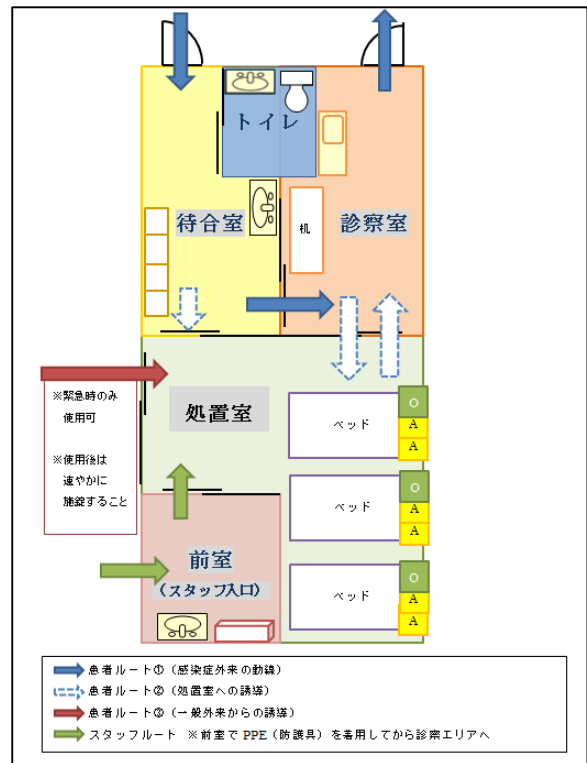 トイレ
待合室
机
診察室
※緊急時のみ
使用可
※使用後は
速やかに
施錠すること
処置室
ベッド
O
A
A
ベッド
O
A
A
前室
(スタッフ入口)
ベッド
O
A
A
患者ルート①（感染症外来の動線）
患者ルート②（処置室への誘導）
患者ルート③（一般外来からの誘導）
スタッフルート ※前室で PPE（防護具）を着用してから診察エリアへ